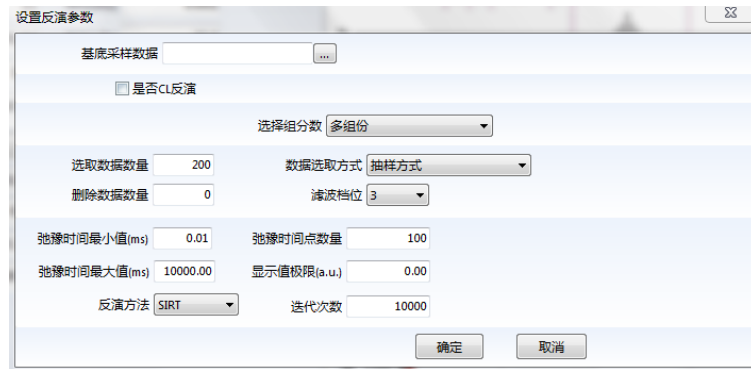 设置反演参数
基底采样数据 ...
是否CL反演
选择组分数 多组份
选取数据数量 200 数据选取方式 抽样方式
删除数据数量 0 滤波档位 3
弛豫时间最小值(ms) 0.01 弛豫时间点数量 100
弛豫时间最大值(ms) 10000.00 显示值极限(a.u.) 0.00
反演方法 SIRT 迭代次数 10000
确定 取消